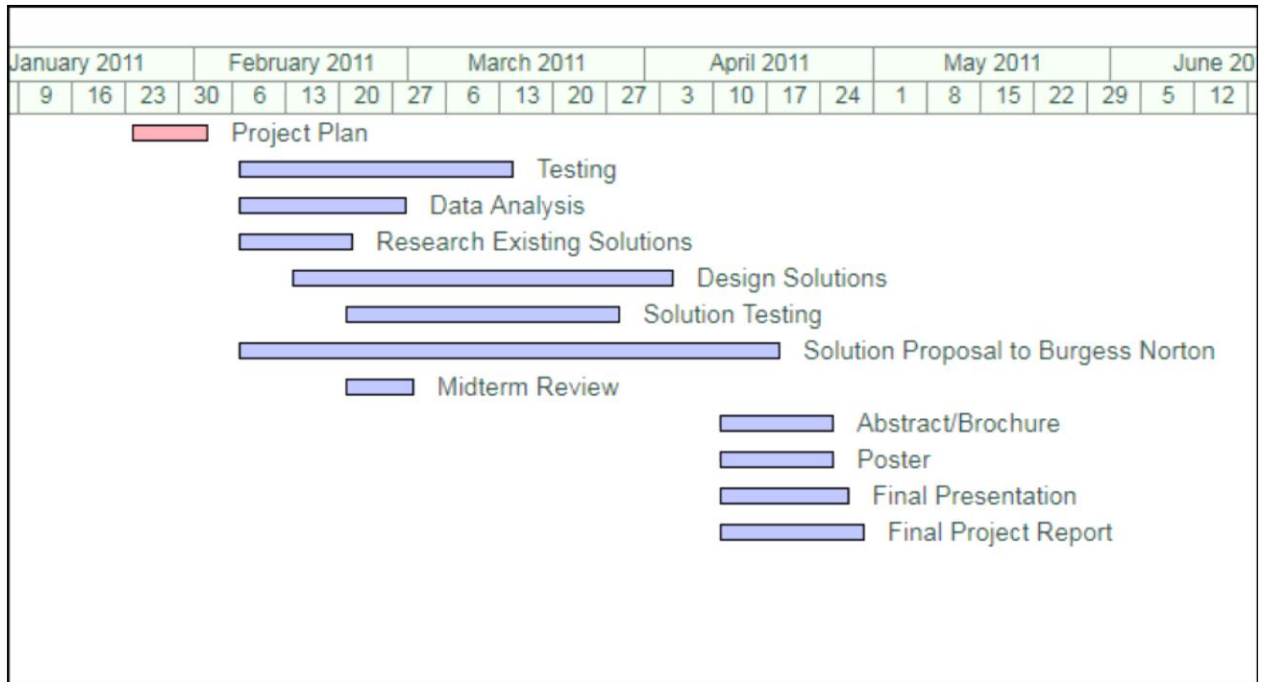 January 2011 February 2011 March 2011 April 2011 May 2011 June 20
9 16 23 30 6 13 20 27 6 13 20 27 3 10 17 24 1 8 15 22 29 5 12
Project Plan
Testing
Data Analysis
Research Existing Solutions
Design Solutions
Solution Testing
Solution Proposal to Burgess Norton
Midterm Review
Abstract/Brochure
Poster
Final Presentation
Final Project Report